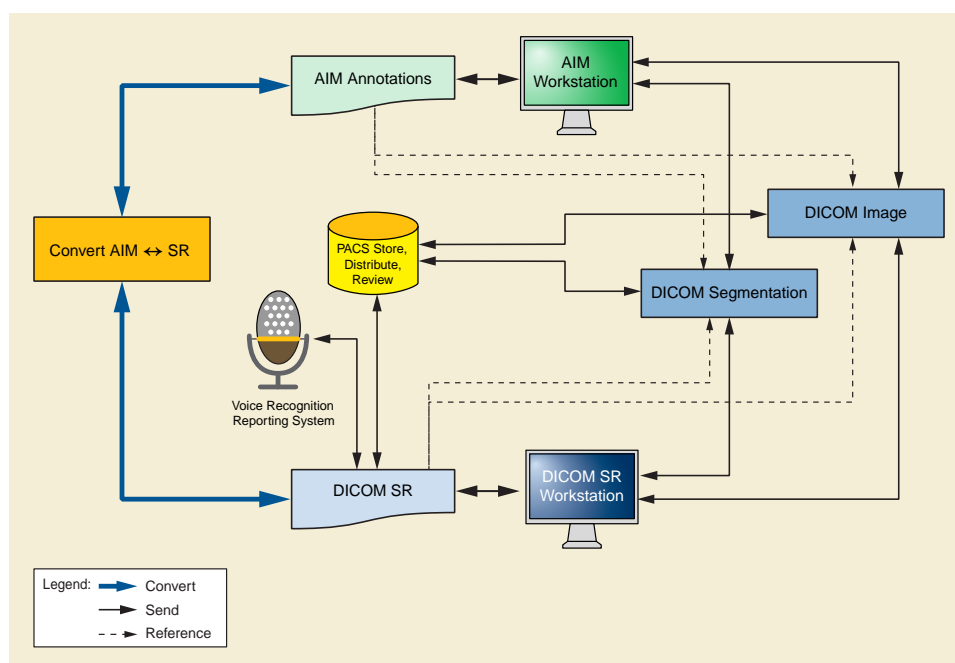 AIM Annotations
AIM
Workstation
DICOM Image
Convert AIM ↔ SR
PACS Store,
Distribute,
Review
DICOM Segmentation
Voice Recognition
Reporting System
DICOM SR
DICOM SR
Workstation
Legend:
Convert
Send
Reference